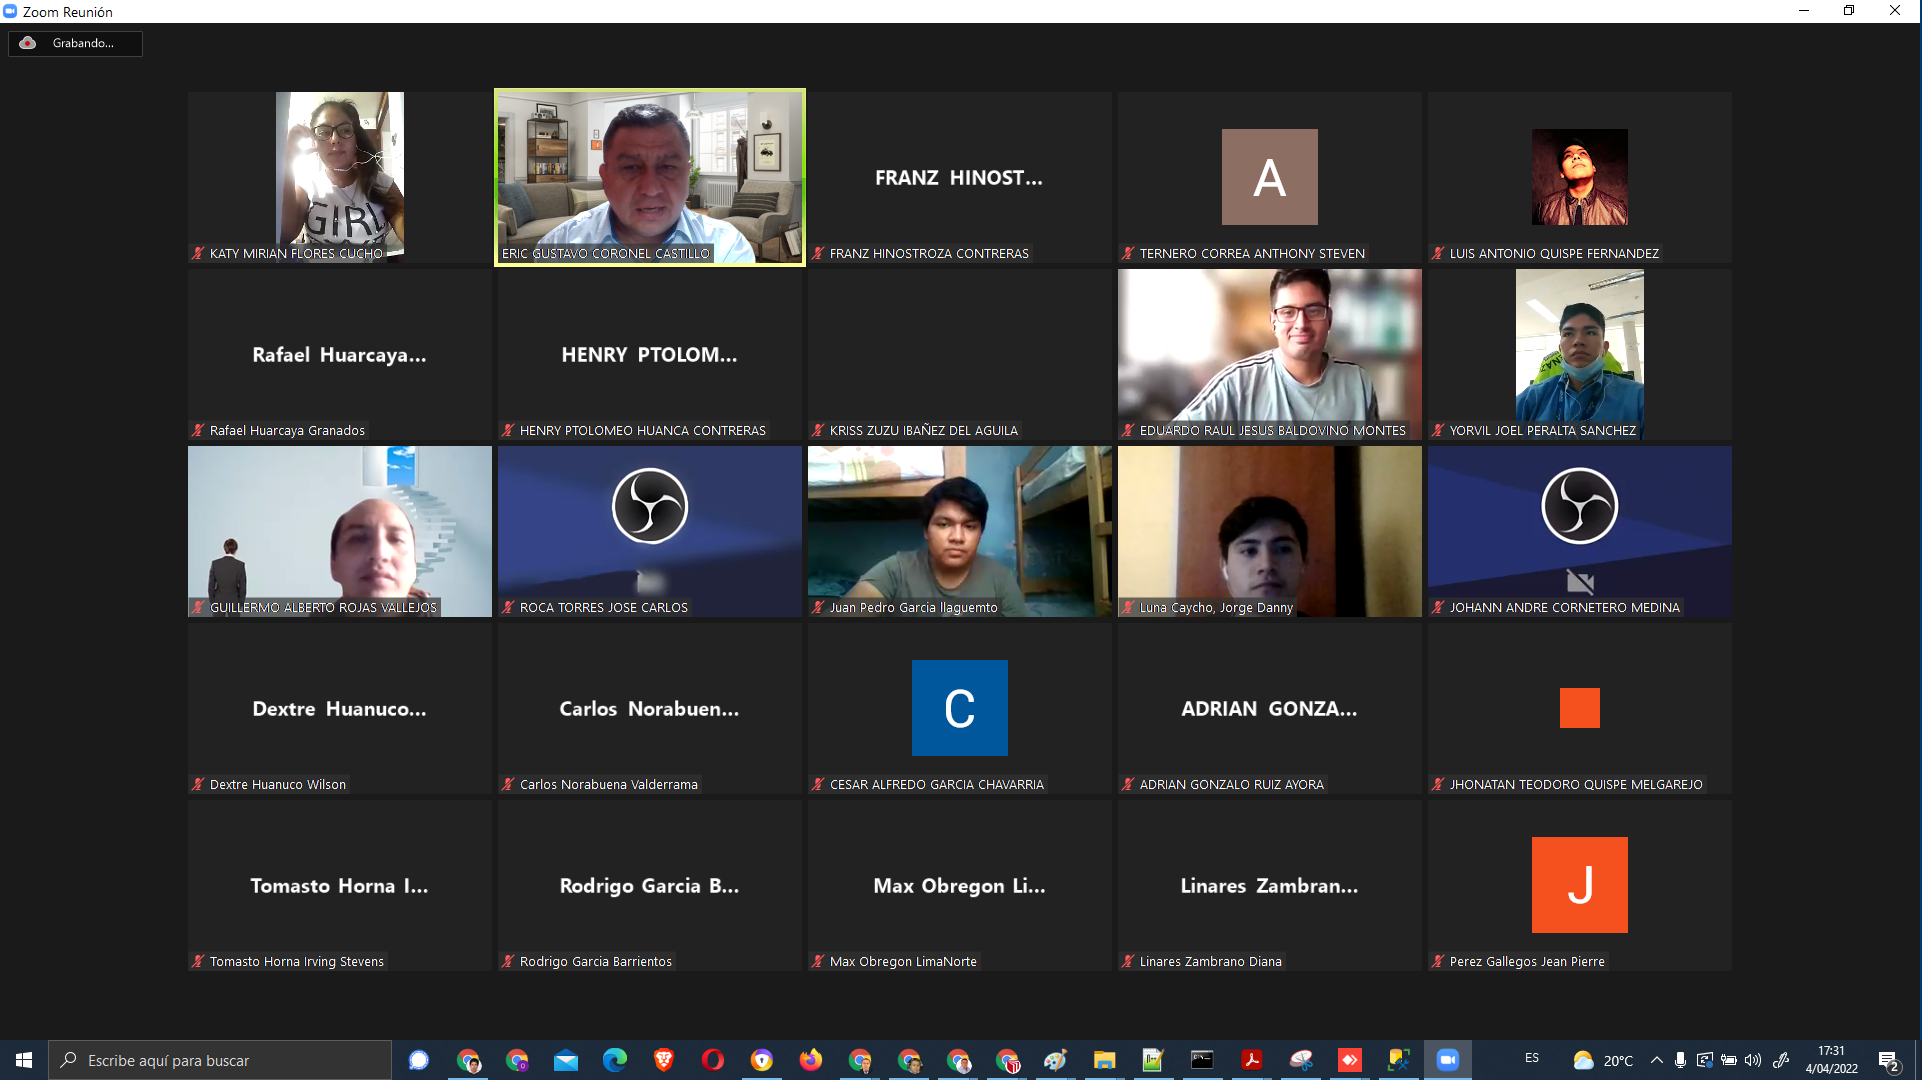 Zoom Reunión
Grabando...
GIRL
KATY MIRIAN FLORES CUCHO
ERIC GUSTAVO CORONEL CASTILLO
FRANZ HINOST...
FRANZ HINOSTROZA CONTRERAS
A
TERNERO CORREA ANTHONY STEVEN
LUIS ANTONIO QUISPE FERNANDEZ
Rafael Huarcaya...
Rafael Huarcaya Granados
HENRY PTOLOM...
HENRY PTOLOMEO HUANCA CONTRERAS
KRISS ZUZU IBAÑEZ DEL AGUILA
EDUARDO RAUL JESUS BALDOVINO MONTES
YORVIL JOEL PERALTA SANCHEZ
GUILLERMO ALBERTO ROJAS VALLEJOS
ROCA TORRES JOSE CARLOS
Juan Pedro Garcia llaguemto
Luna Caycho, Jorge Danny
JOHANN ANDRE CORNETERO MEDINA
Dextre Huanuco...
Dextre Huanuco Wilson
Carlos Norabuen...
Carlos Norabuena Valderrama
C
CESAR ALFREDO GARCIA CHAVARRIA
ADRIAN GONZA...
ADRIAN GONZALO RUIZ AYORA
JHONATAN TEODORO QUISPE MELGAREJO
Tomasto Horna I...
Tomasto Horna Irving Stevens
Rodrigo Garcia B...
Rodrigo Garcia Barrientos
Max Obregon Li...
Max Obregon LimaNorte
Linares Zambran...
Linares Zambrano Diana
J
Perez Gallegos Jean Pierre
Escribe aquí para buscar
ES
20°C
17:31
4/04/2022
2